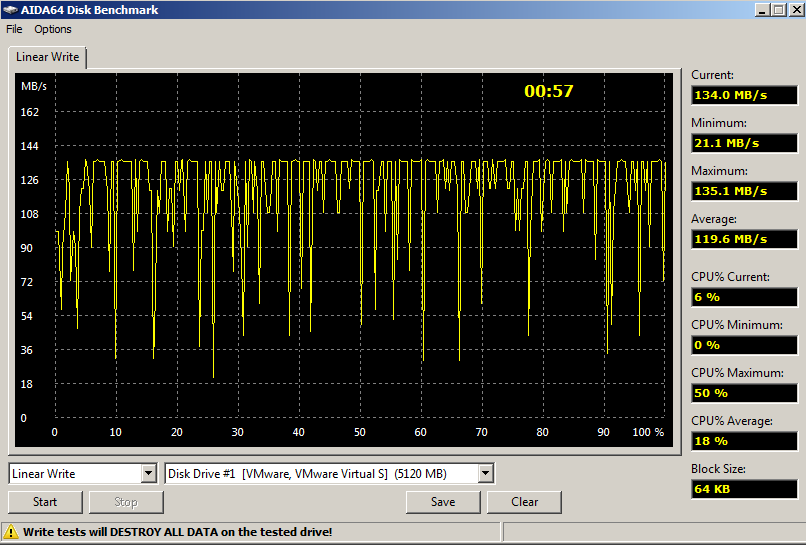 AIDA64 Disk Benchmark
File Options
Linear Write
MB/s
00:57
162
144
126
108
90
72
54
36
18
0
0 10 20 30 40 50 60 70 80 90 100 %
Current:
134.0 MB/s
Minimum:
21.1 MB/s
Maximum:
135.1 MB/s
Average:
119.6 MB/s
CPU% Current:
6 %
CPU% Minimum:
0 %
CPU% Maximum:
50 %
CPU% Average:
18 %
Block Size:
64 KB
Linear Write
Disk Drive #1 [VMware, VMware Virtual S] (5120 MB)
Start Stop Save Clear
Write tests will DESTROY ALL DATA on the tested drive!